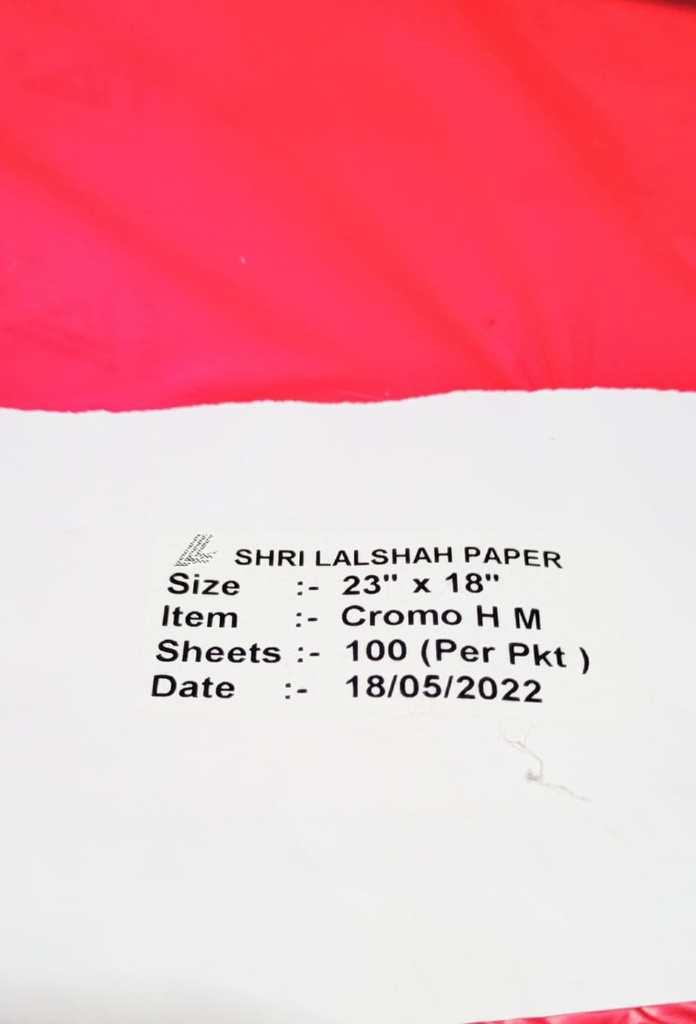 SHRI LALSHAH PAPER
Size :- 23" x 18"
Item :- Cromo H M
Sheets :- 100 (Per Pkt )
Date :- 18/05/2022